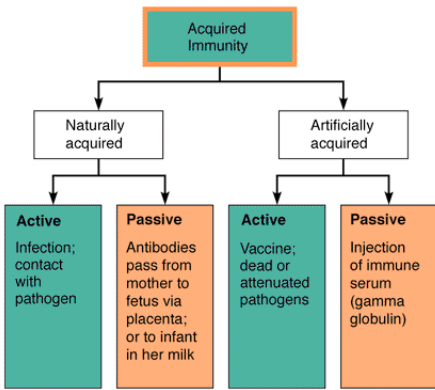 Acquired
Immunity
Naturally
acquired
Artificially
acquired
Active
Infection;
contact
with
pathogen
Passive
Antibodies
pass from
mother to
fetus via
placenta;
or to infant
in her milk
Active
Vaccine;
dead or
attenuated
pathogens
Passive
Injection
of immune
serum
(gamma
globulin)